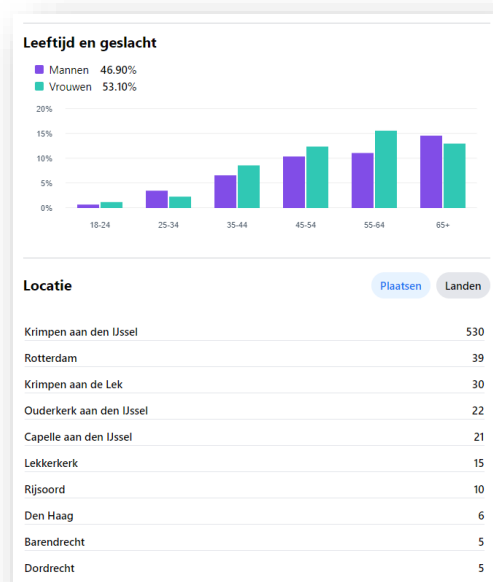 Leeftijd en geslacht
Mannen 46.90%
Vrouwen 53.10%
20%
15%
10%
5%
0%
18-24 25-34 35-44 45-54 55-64 65+
Locatie Plaatsen Landen
Krimpen aan den IJssel 530
Rotterdam 39
Krimpen aan de Lek 30
Ouderkerk aan den IJssel 22
Capelle aan den IJssel 21
Lekkerkerk 15
Rijsoord 10
Den Haag 6
Barendrecht 5
Dordrecht 5